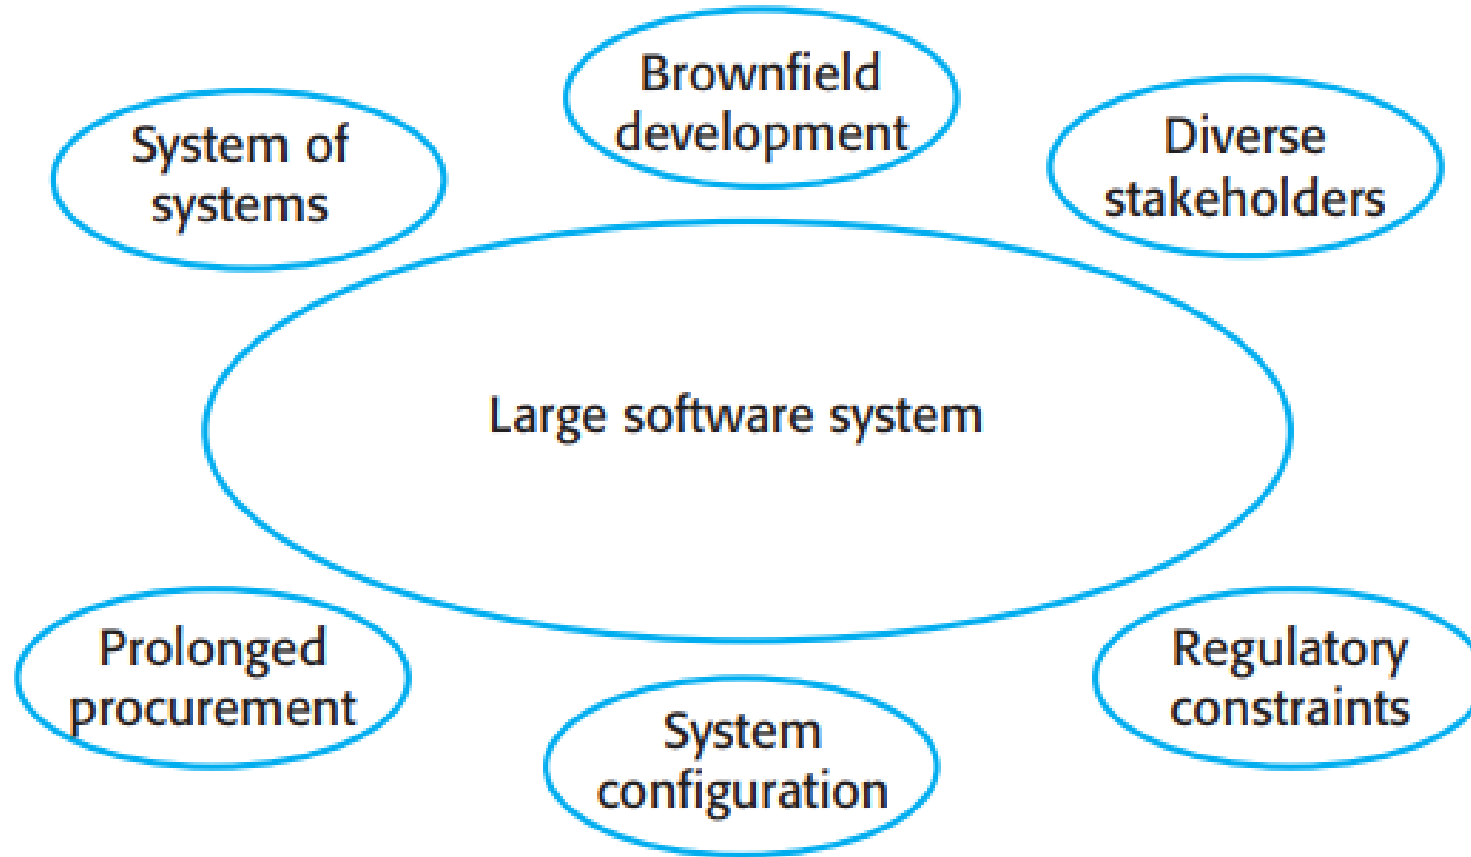 Brownfield
development
System of
systems
Diverse
stakeholders
Large software system
Prolonged
procurement
System
configuration
Regulatory
constraints